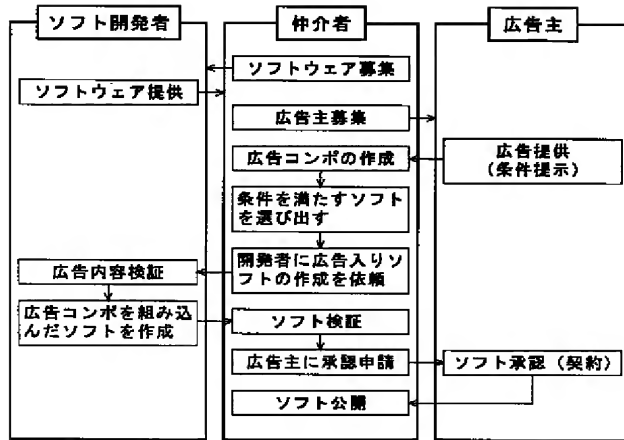 ソフト開発者
仲介者
広告主
ソフトウェア募集
ソフトウェア提供
広告主募集
広告コンポの作成
広告提供
(条件提示)
条件を満たすソフト
を選び出す
開発者に広告入りソ
フトの作成を依頼
広告内容検証
広告コンポを組み込
んだソフトを作成
ソフト検証
広告主に承認申請
ソフト承認(契約)
ソフト公開